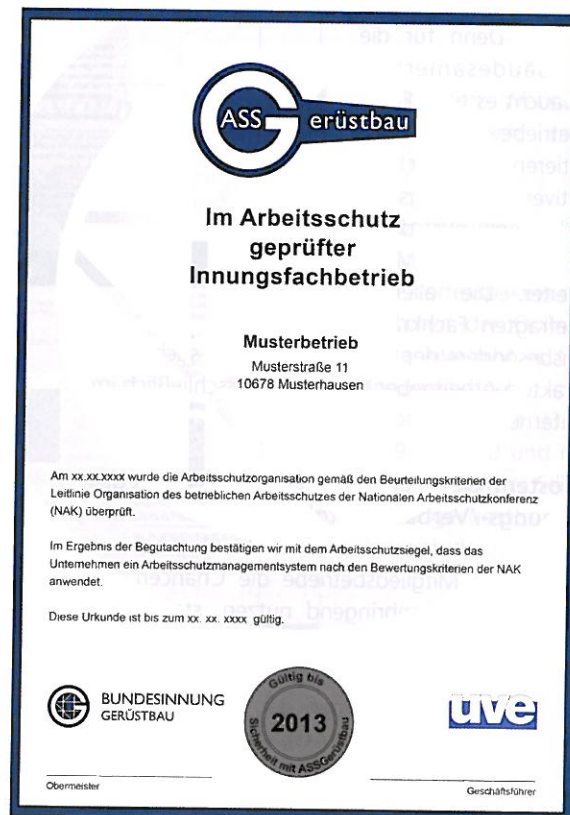 ASS Gerüstbau
Im Arbeitsschutz
geprüfter
Innungsfachbetrieb
Musterbetrieb
Musterstraße 11
10678 Musterhausen
Am xx.xx.xxxx wurde die Arbeitsschutzorganisation gemäß den Beurteilungskriterien der
Leitlinie Organisation des betrieblichen Arbeitsschutzes der Nationalen Arbeitsschutzkonferenz
(NAK) überprüft.
Im Ergebnis der Begutachtung bestätigen wir mit dem Arbeitsschutzsiegel, dass das
Unternehmen ein Arbeitsschutzmanagementsystem nach den Bewertungskriterien der NAK
anwendet.
Diese Urkunde ist bis zum xx. xx. xxxx gültig.
BUNDESINNUNG
GERÜSTBAU
Gültig bis
2013
Sicherheit mit ASSGerüstbau
uve
Obermeister
Geschäftsführer